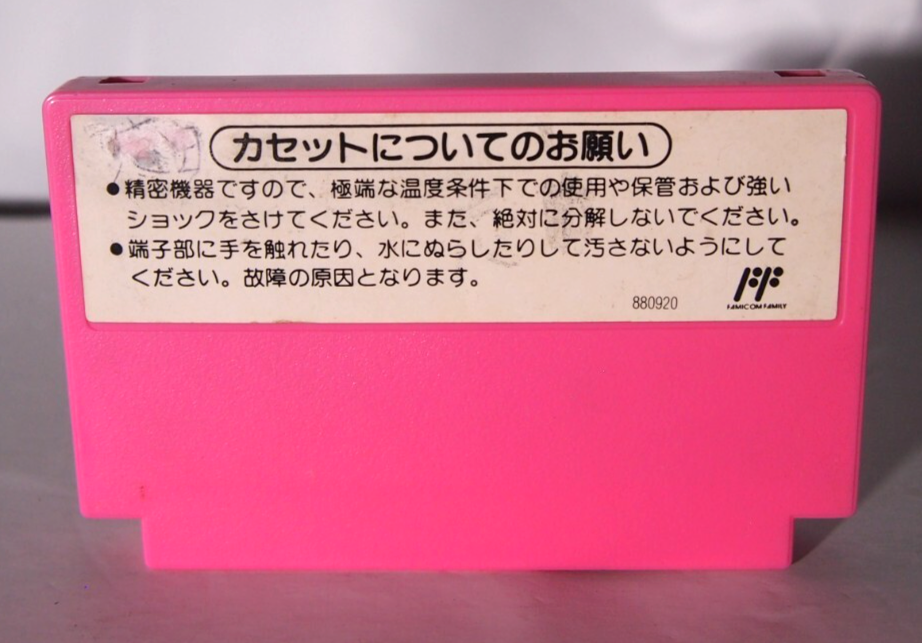 カセットについてのお願い
●精密機器ですので、極端な温度条件下での使用や保管および強い
ショックをさけてください。また、絶対に分解しないでください。
●端子部に手を触れたり、水にぬらしたりして汚さないようにして
ください。故障の原因となります。
880920
FF
FAMICOM FAMILY